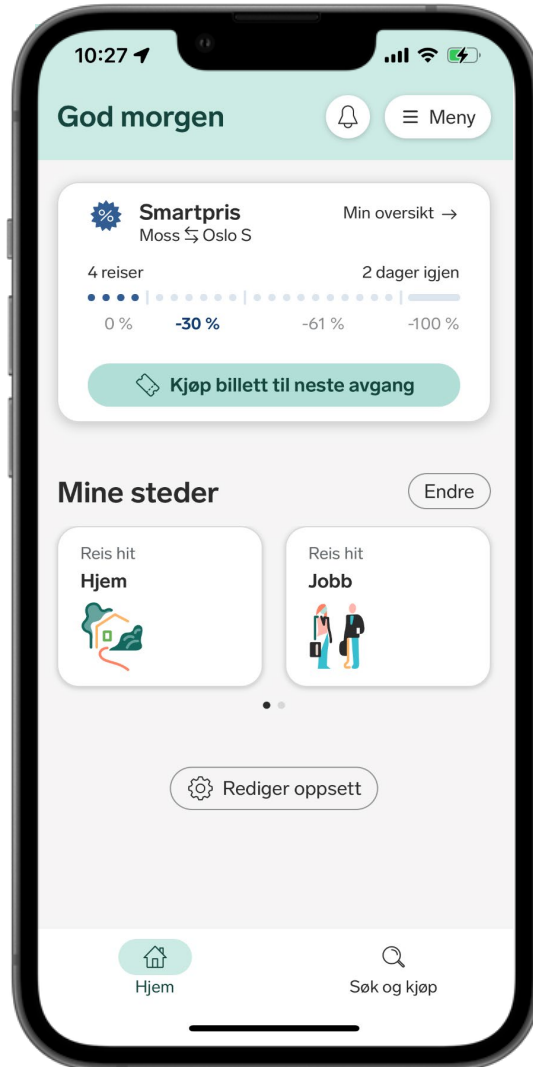 10:27
God morgen
Meny
Smartpris
Min oversikt →
Moss ⇆ Oslo S
4 reiser
2 dager igjen
0 %
-30 %
-61 %
-100 %
Kjøp billett til neste avgang
Mine steder
Endre
Reis hit
Hjem
Reis hit
Jobb
Rediger oppsett
Hjem
Søk og kjøp